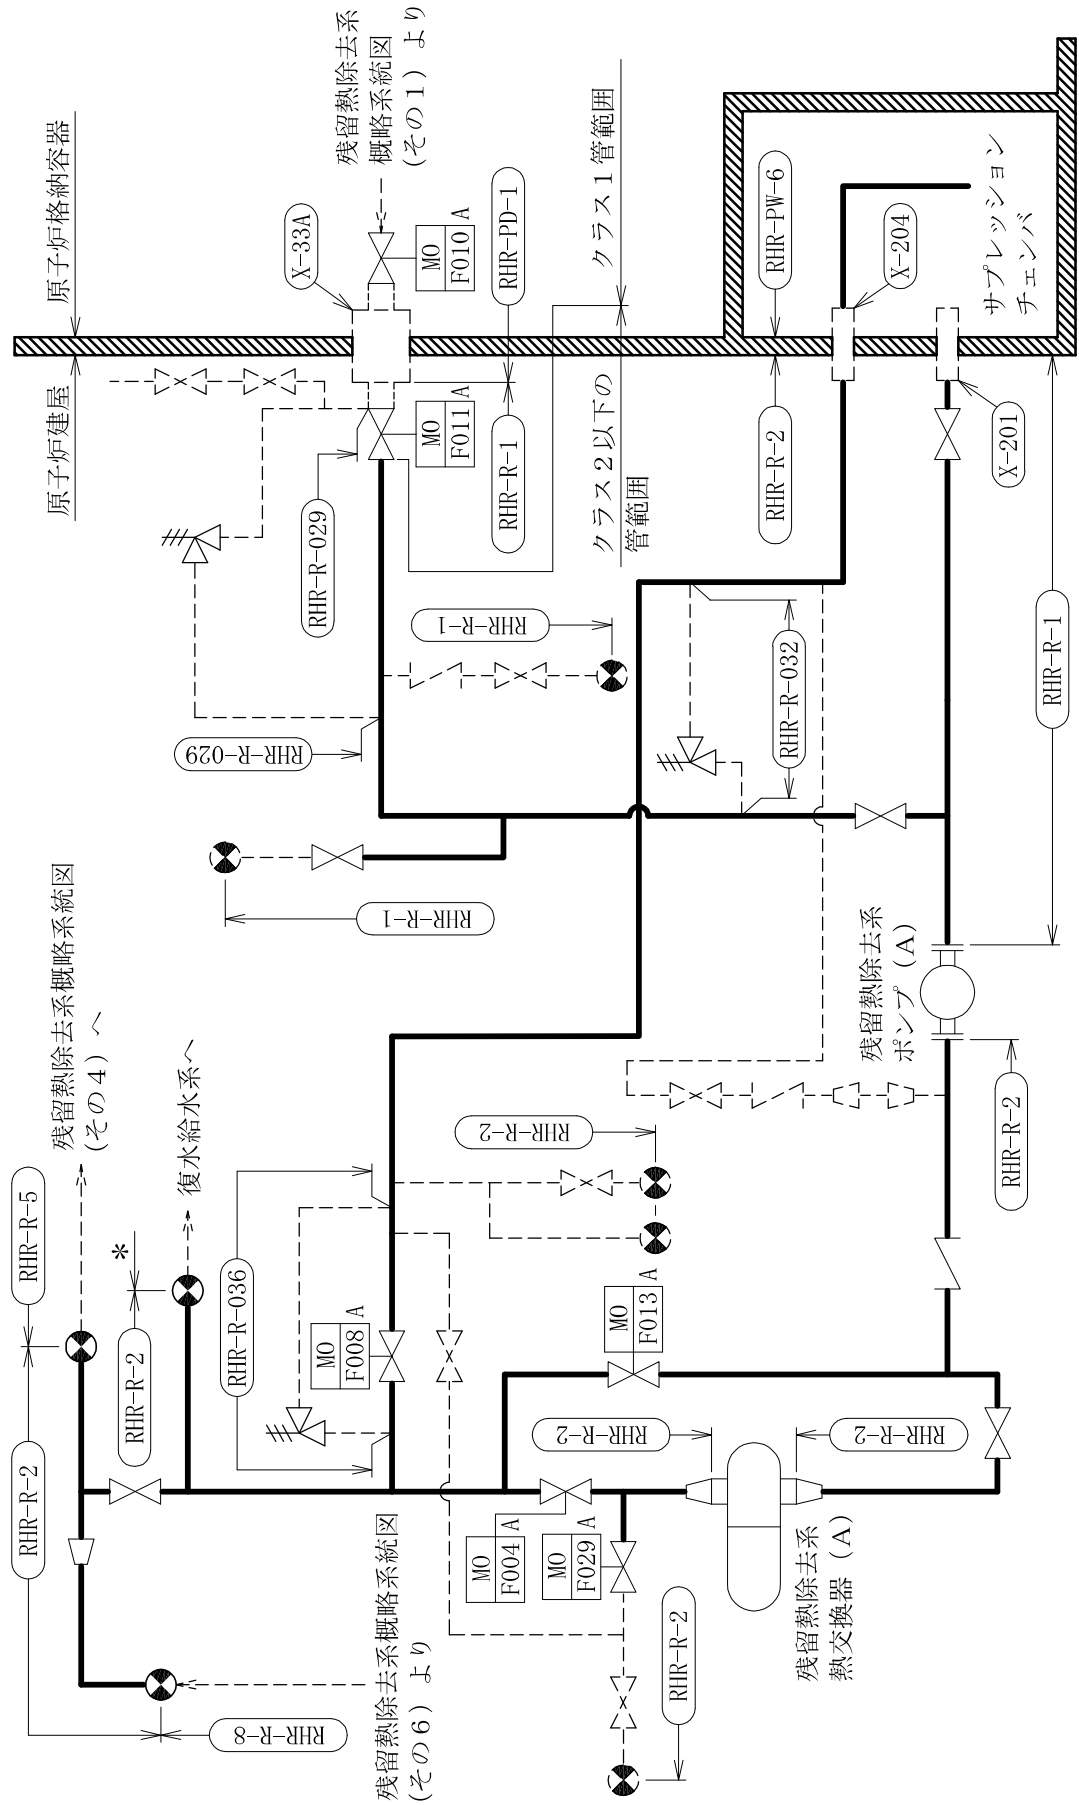 残留熱除去系概略系統図
(その4) へ
復水給水系へ
RHR-R-5
RHR-R-2
RHR-R-2
*
RHR-R-8
残留熱除去系概略系統図
(その6) より
RHR-R-036
MO
F008
A
RHR-R-2
MO
F013
A
MO
F004
A
MO
F029
A
RHR-R-2
RHR-R-2
RHR-R-2
残留熱除去系
熱交換器 (A)
RHR-R-2
残留熱除去系
ポンプ (A)
RHR-R-1
RHR-R-029
RHR-R-1
RHR-R-032
RHR-R-1
原子炉建屋
原子炉格納容器
RHR-R-029
X-33A
残留熱除去系
概略系統図
(その1) より
MO
F010
A
MO
F011
A
RHR-PD-1
RHR-R-1
クラス1管範囲
クラス2以下の
管範囲
RHR-PW-6
RHR-R-2
X-204
X-201
サプレッション
チェンバ